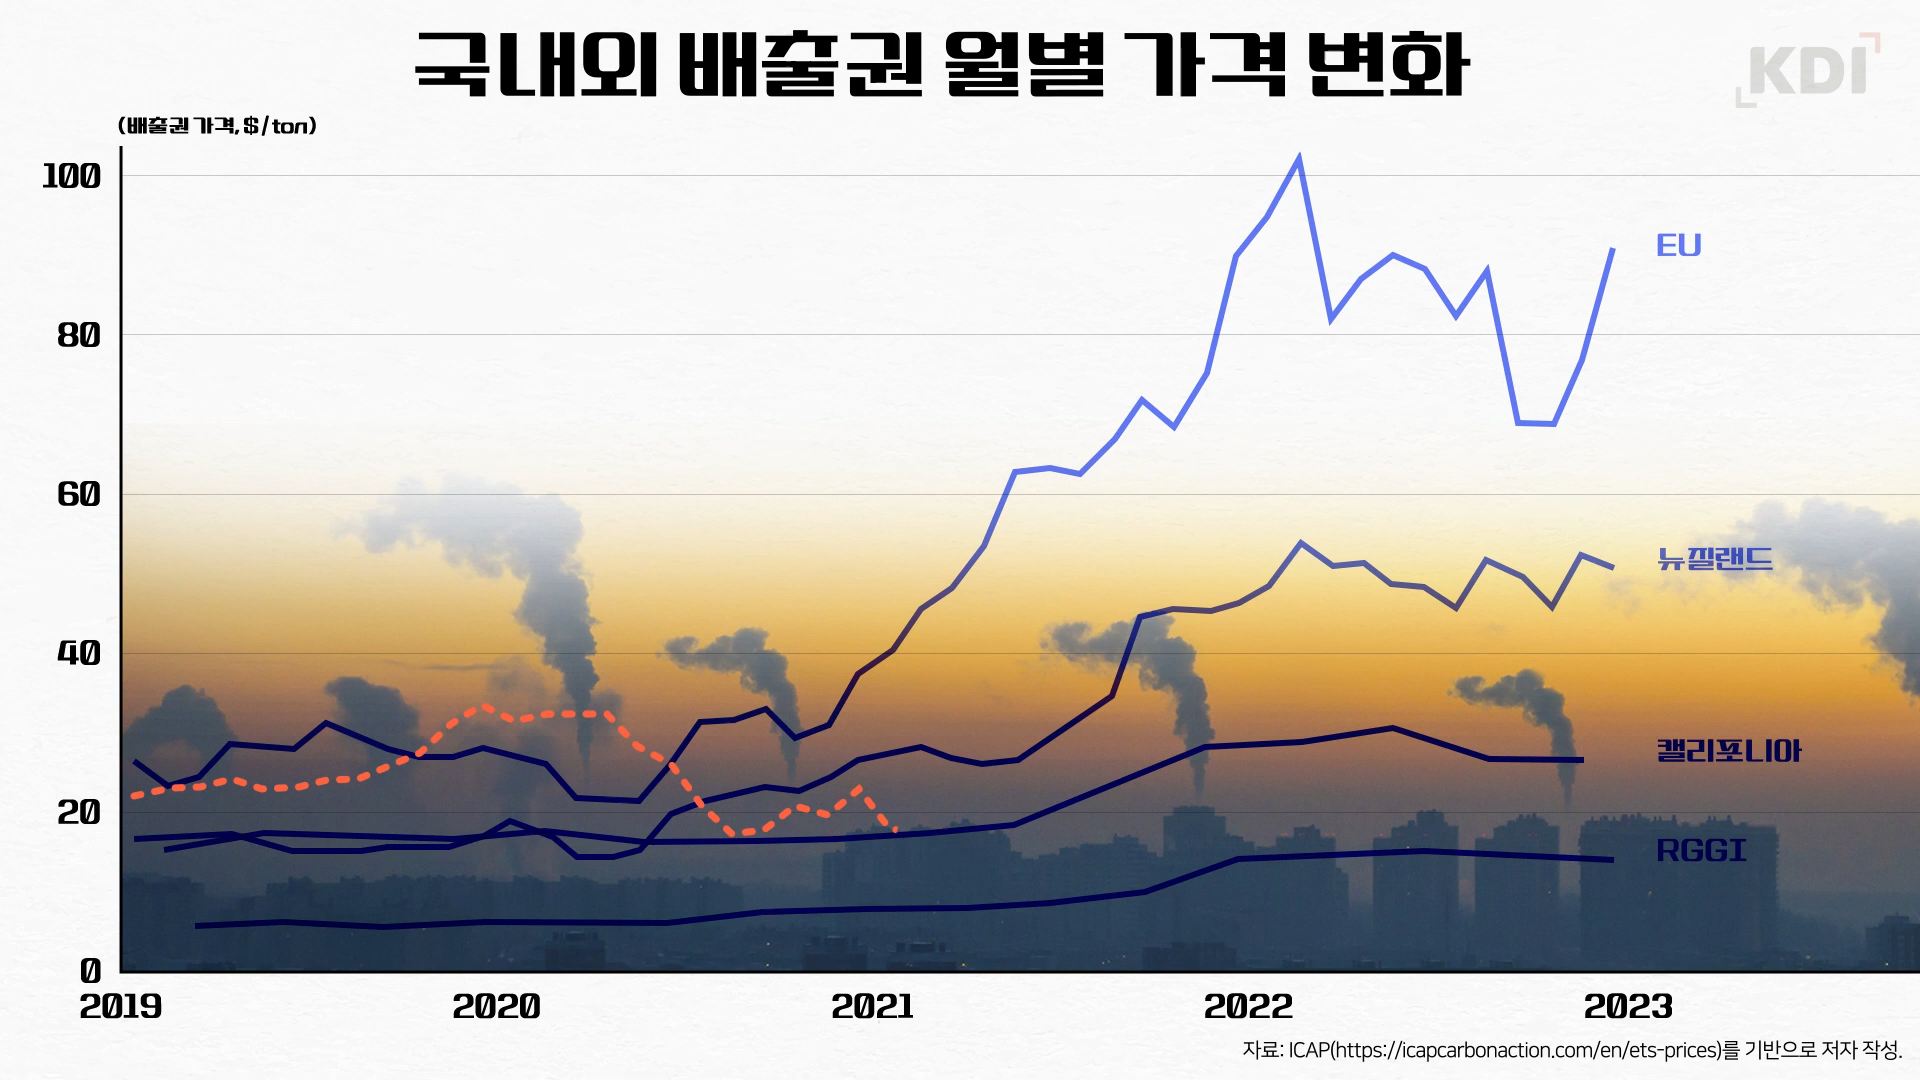 국내외 배출권 월별 가격 변화
KDI
(배출권 가격, $/ton)
100
80
60
40
20
0
EU
뉴질랜드
캘리포니아
RGGI
2019 2020 2021 2022 2023
자료: ICAP(https://icapcarbonaction.com/en/ets-prices)를 기반으로 저자 작성.